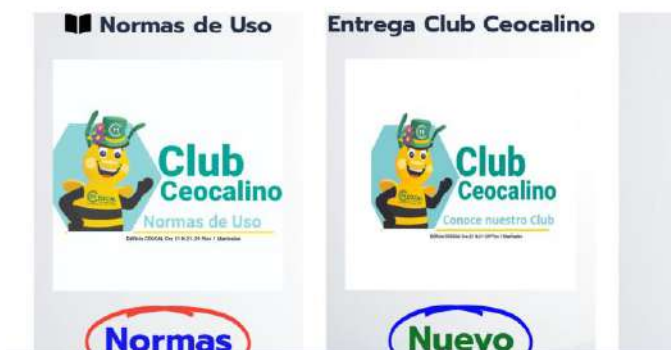 Normas de Uso
Club
Ceocalino
Normas de Uso
Normas
Entrega Club Ceocalino
Club
Ceocalino
Conoce nuestro Club
Nuevo